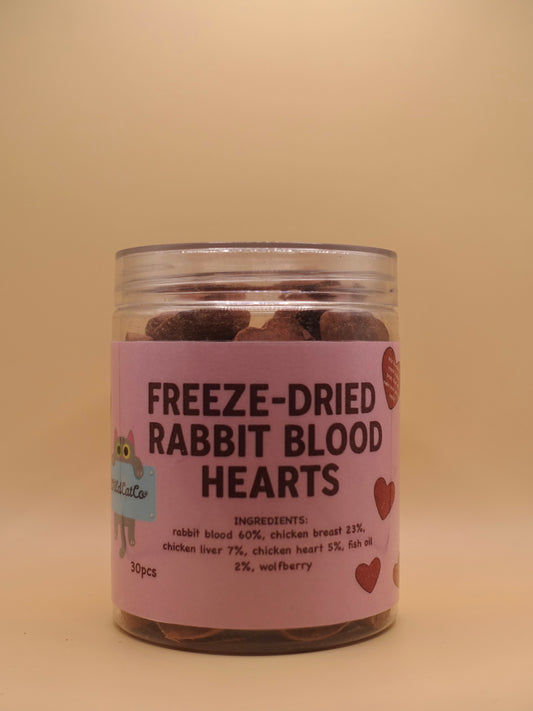 FREEZE-DRIED
RABBIT BLOOD
HEARTS
INGREDIENTS:
rabbit blood 60%, chicken breast 23%,
chicken liver 7%, chicken heart 5%, fish oil
2%, wolfberry
30pcs